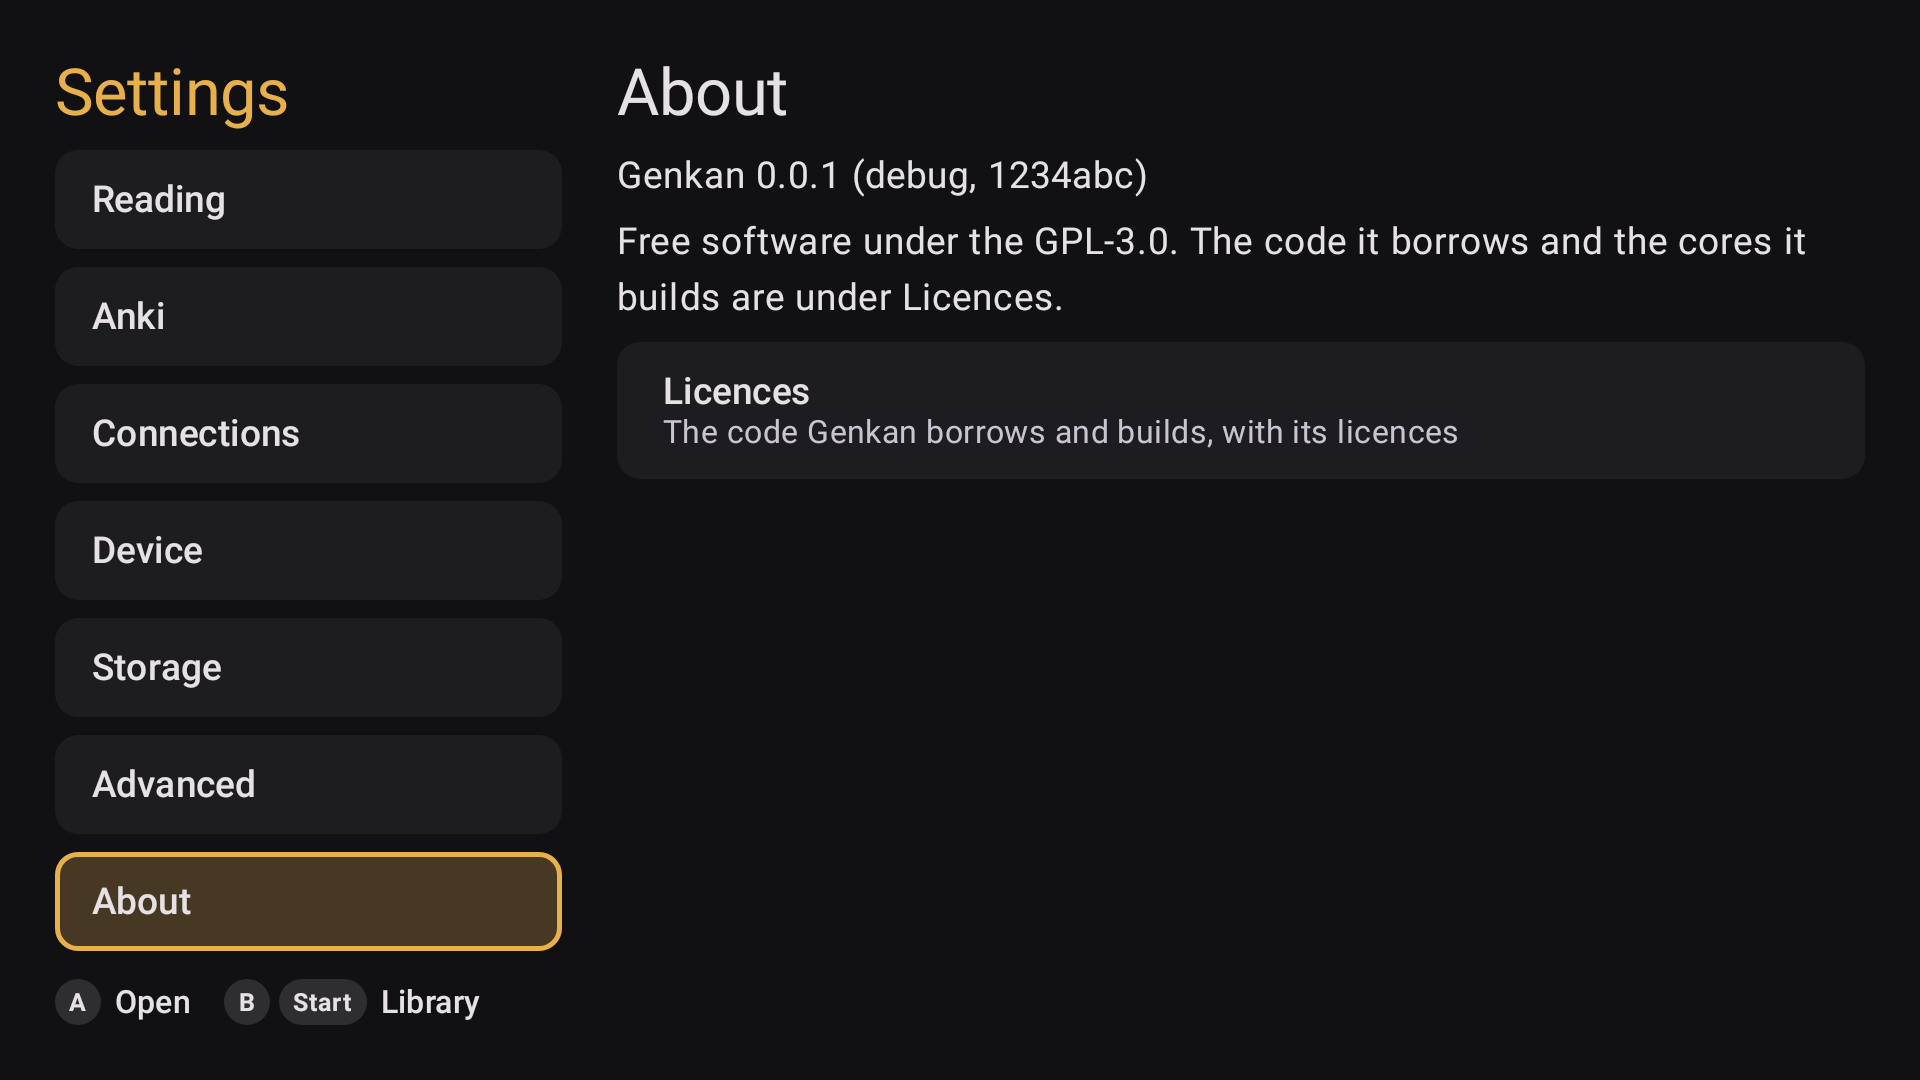 Settings
Reading
Anki
Connections
Device
Storage
Advanced
About
A Open B Start Library
About
Genkan 0.0.1 (debug, 1234abc)
Free software under the GPL-3.0. The code it borrows and the cores it
builds are under Licences.
Licences
The code Genkan borrows and builds, with its licences